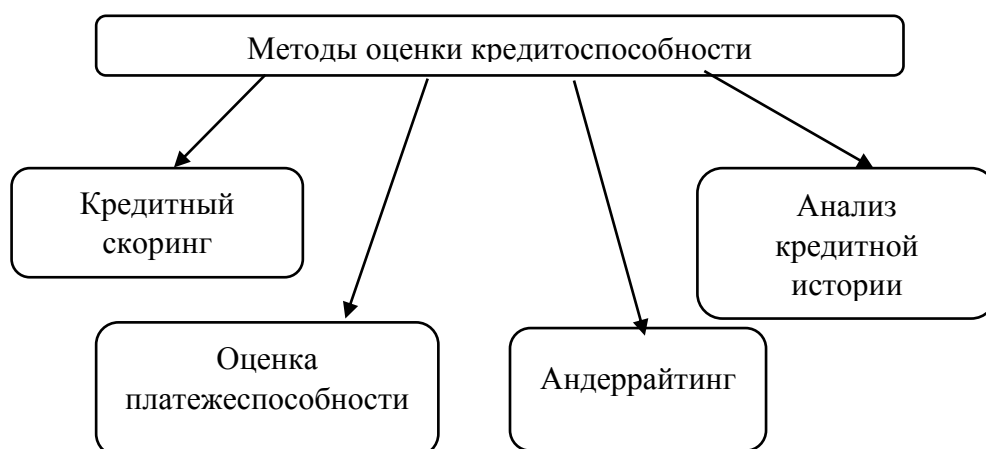 Методы оценки кредитоспособности
Кредитный
скоринг
Оценка
платежеспособности
Андеррайтинг
Анализ
кредитной
истории